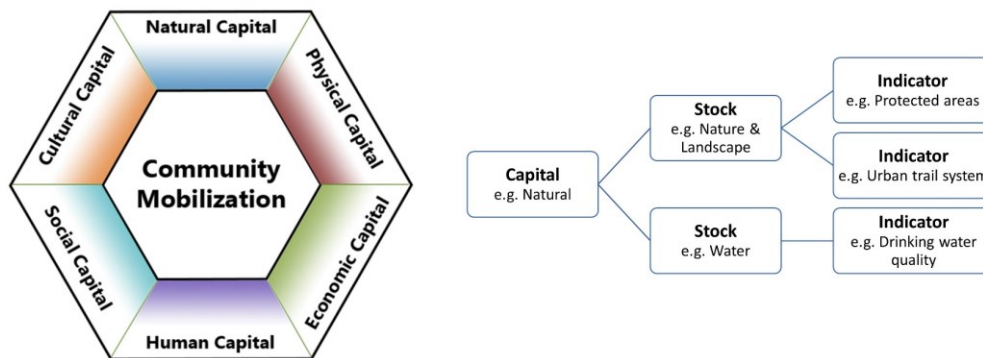 Natural Capital
Physical Capital
Economic Capital
Human Capital
Social Capital
Cultural Capital
Community
Mobilization
Capital
e.g. Natural
Stock
e.g. Nature &
Landscape
Stock
e.g. Water
Indicator
e.g. Protected areas
Indicator
e.g. Urban trail system
Indicator
e.g. Drinking water
quality